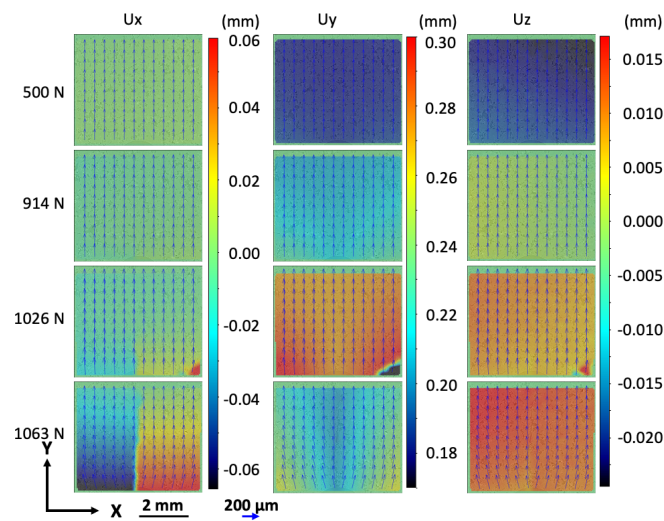 Ux (mm) Uy (mm) Uz (mm)
0.06 0.30 0.015
500 N
0.04 0.28 0.010
0.02 0.26 0.005
914 N
0.00 0.24 0.000
-0.02 0.22 -0.005
1026 N
-0.010
-0.04 0.20
-0.015
1063 N
-0.06 0.18 -0.020
Y
X 2 mm 200 µm